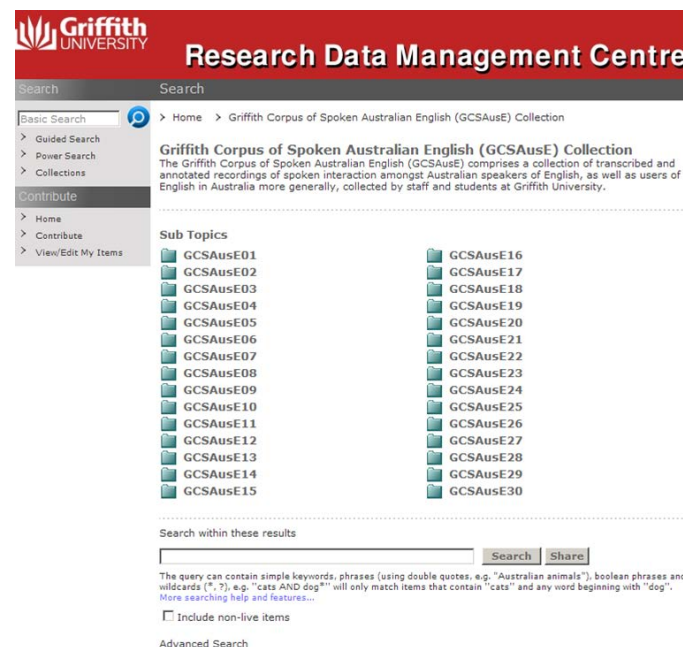 Griffith
UNIVERSITY
Research Data Management Centre
Search
Search
Basic Search
> Guided Search
> Power Search
> Collections
Contribute
> Home
> Contribute
> View/Edit My Items
> Home > Griffith Corpus of Spoken Australian English (GCSAusE) Collection
Griffith Corpus of Spoken Australian English (GCSAusE) Collection
The Griffith Corpus of Spoken Australian English (GCSAusE) comprises a collection of transcribed and
annotated recordings of spoken interaction amongst Australian speakers of English, as well as users of
English in Australia more generally, collected by staff and students at Griffith University.
Sub Topics
GCSAusE01
GCSAusE02
GCSAusE03
GCSAusE04
GCSAusE05
GCSAusE06
GCSAusE07
GCSAusE08
GCSAusE09
GCSAusE10
GCSAusE11
GCSAusE12
GCSAusE13
GCSAusE14
GCSAusE15
GCSAusE16
GCSAusE17
GCSAusE18
GCSAusE19
GCSAusE20
GCSAusE21
GCSAusE22
GCSAusE23
GCSAusE24
GCSAusE25
GCSAusE26
GCSAusE27
GCSAusE28
GCSAusE29
GCSAusE30
Search within these results
Search Share
The query can contain simple keywords, phrases (using double quotes, e.g. "Australian animals"), boolean phrases and
wildcards (*, ?), e.g. "cats AND dog*" will only match items that contain "cats" and any word beginning with "dog".
More searching help and features...
Include non-live items
Advanced Search